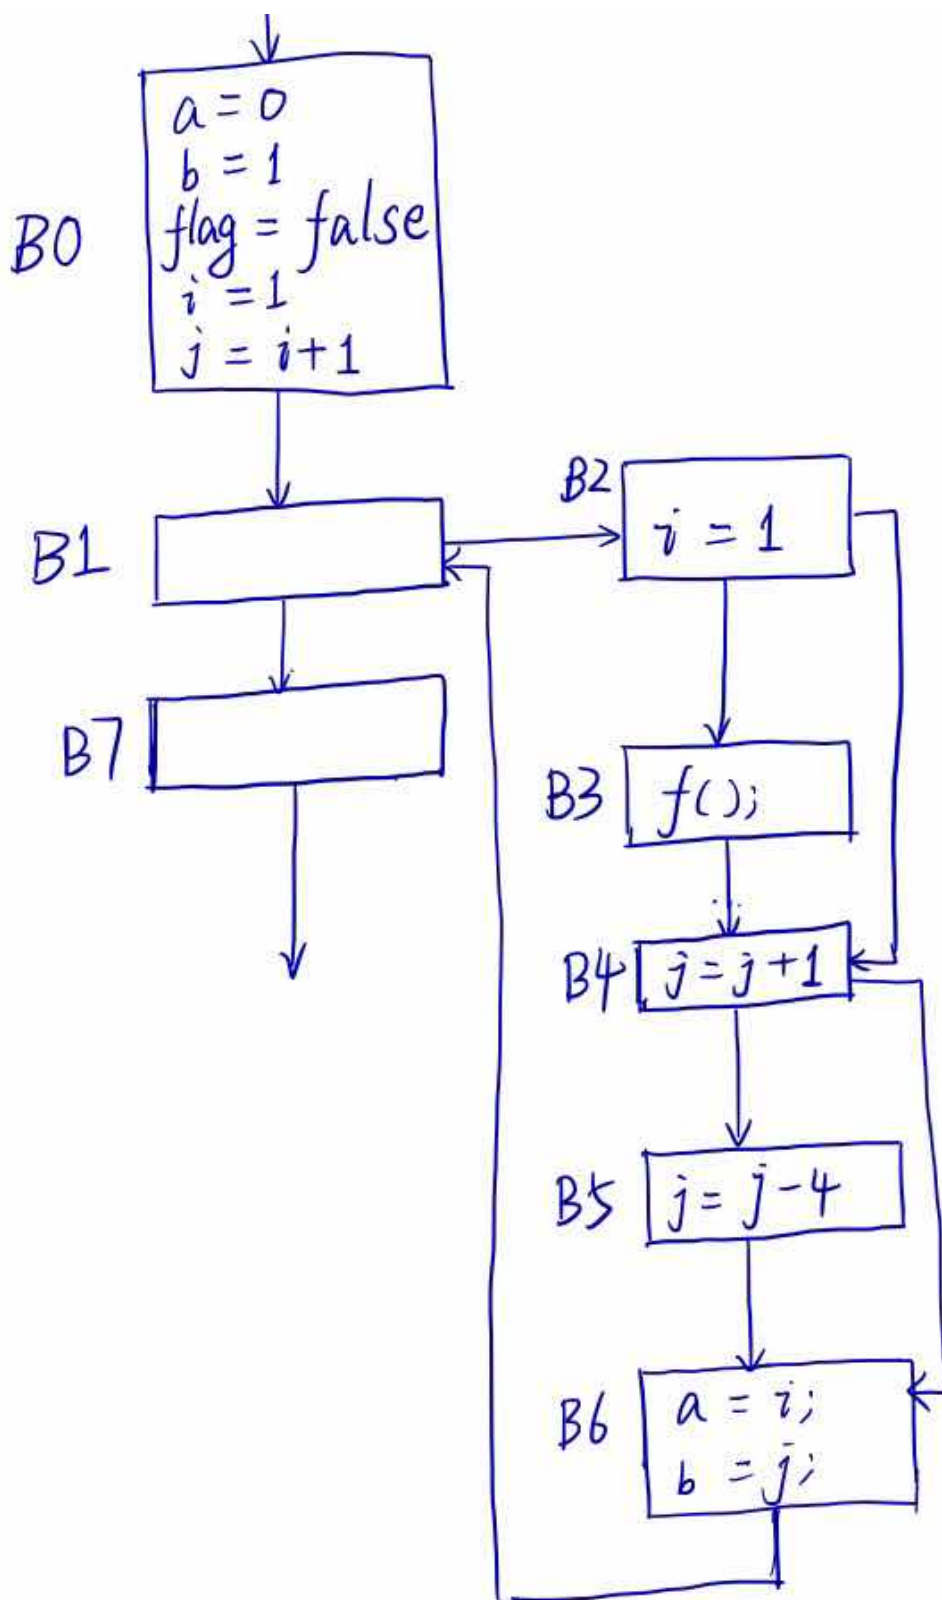 B0
a = 0
b = 1
flag = false
i = 1
j = i+1
B1
B2
i = 1
B7
B3
f();
B4
j = j+1
B5
j = j-4
B6
a = i;
b = j;